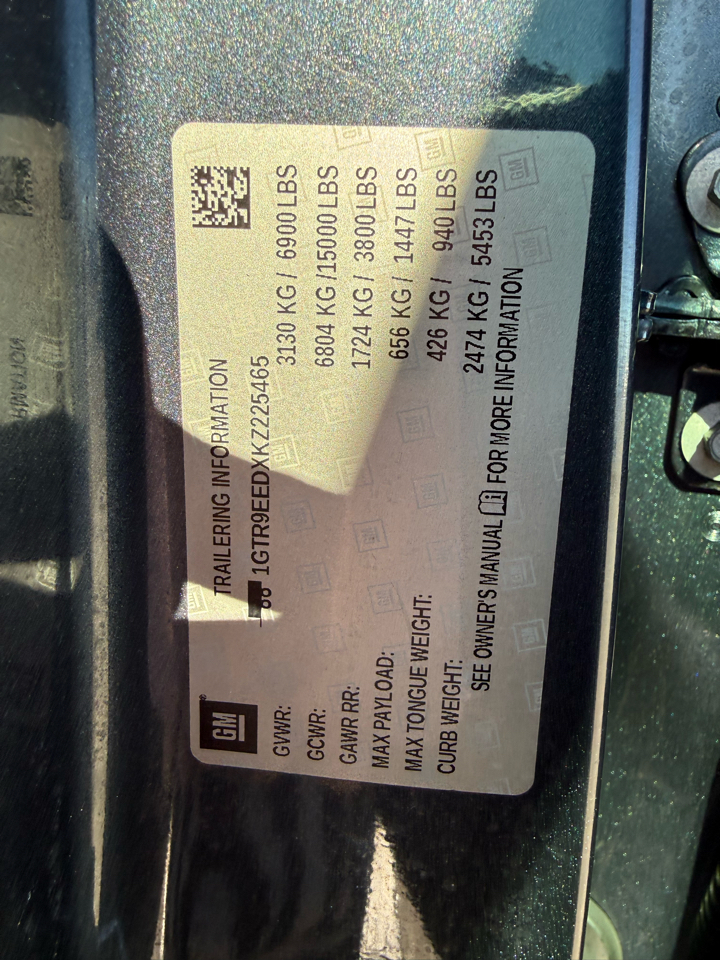 GM
TRAILERING INFORMATION
1GTR9EEDXKZ225465
GVWR: 3130 KG / 6900 LBS
GCWR: 6804 KG /15000 LBS
GAWR RR: 1724 KG / 3800 LBS
MAX PAYLOAD: 656 KG / 1447 LBS
MAX TONGUE WEIGHT: 426 KG / 940 LBS
CURB WEIGHT: 2474 KG / 5453 LBS
SEE OWNER'S MANUAL FOR MORE INFORMATION